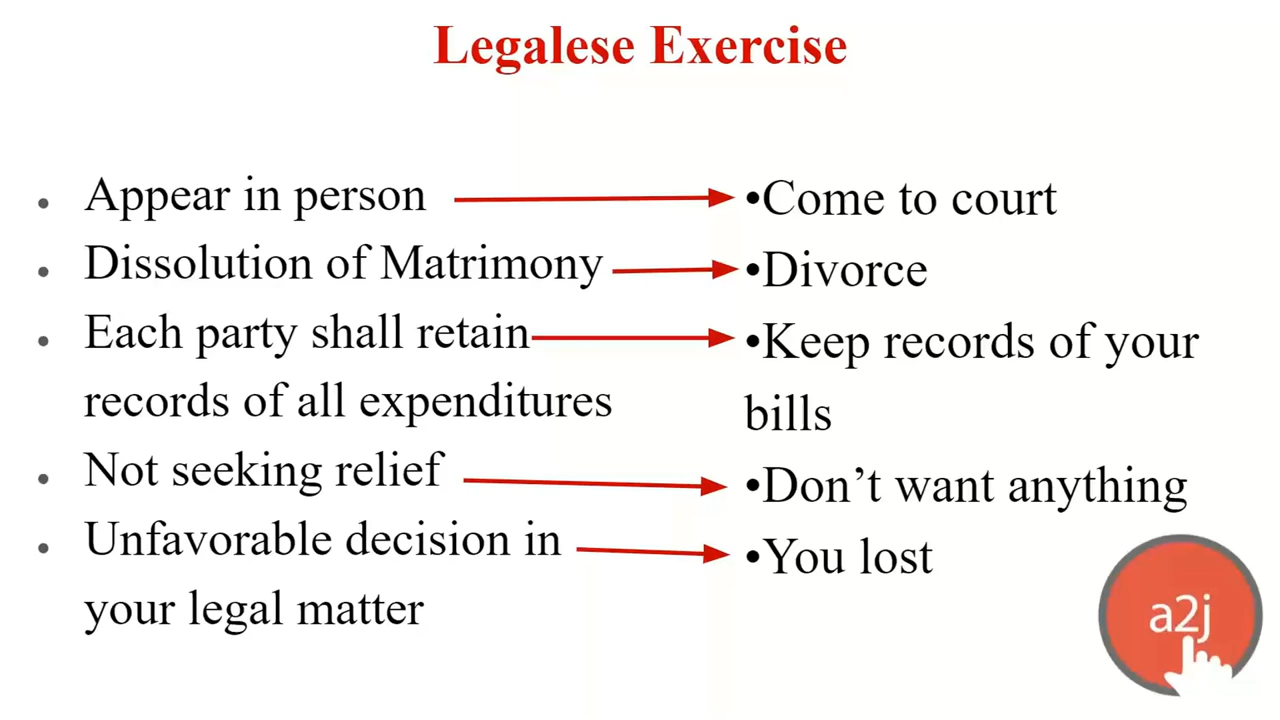 Legalese Exercise
• Appear in person
• Dissolution of Matrimony
• Each party shall retain
records of all expenditures
• Not seeking relief
• Unfavorable decision in
your legal matter
•Come to court
•Divorce
•Keep records of your
bills
•Don’t want anything
•You lost
a2j